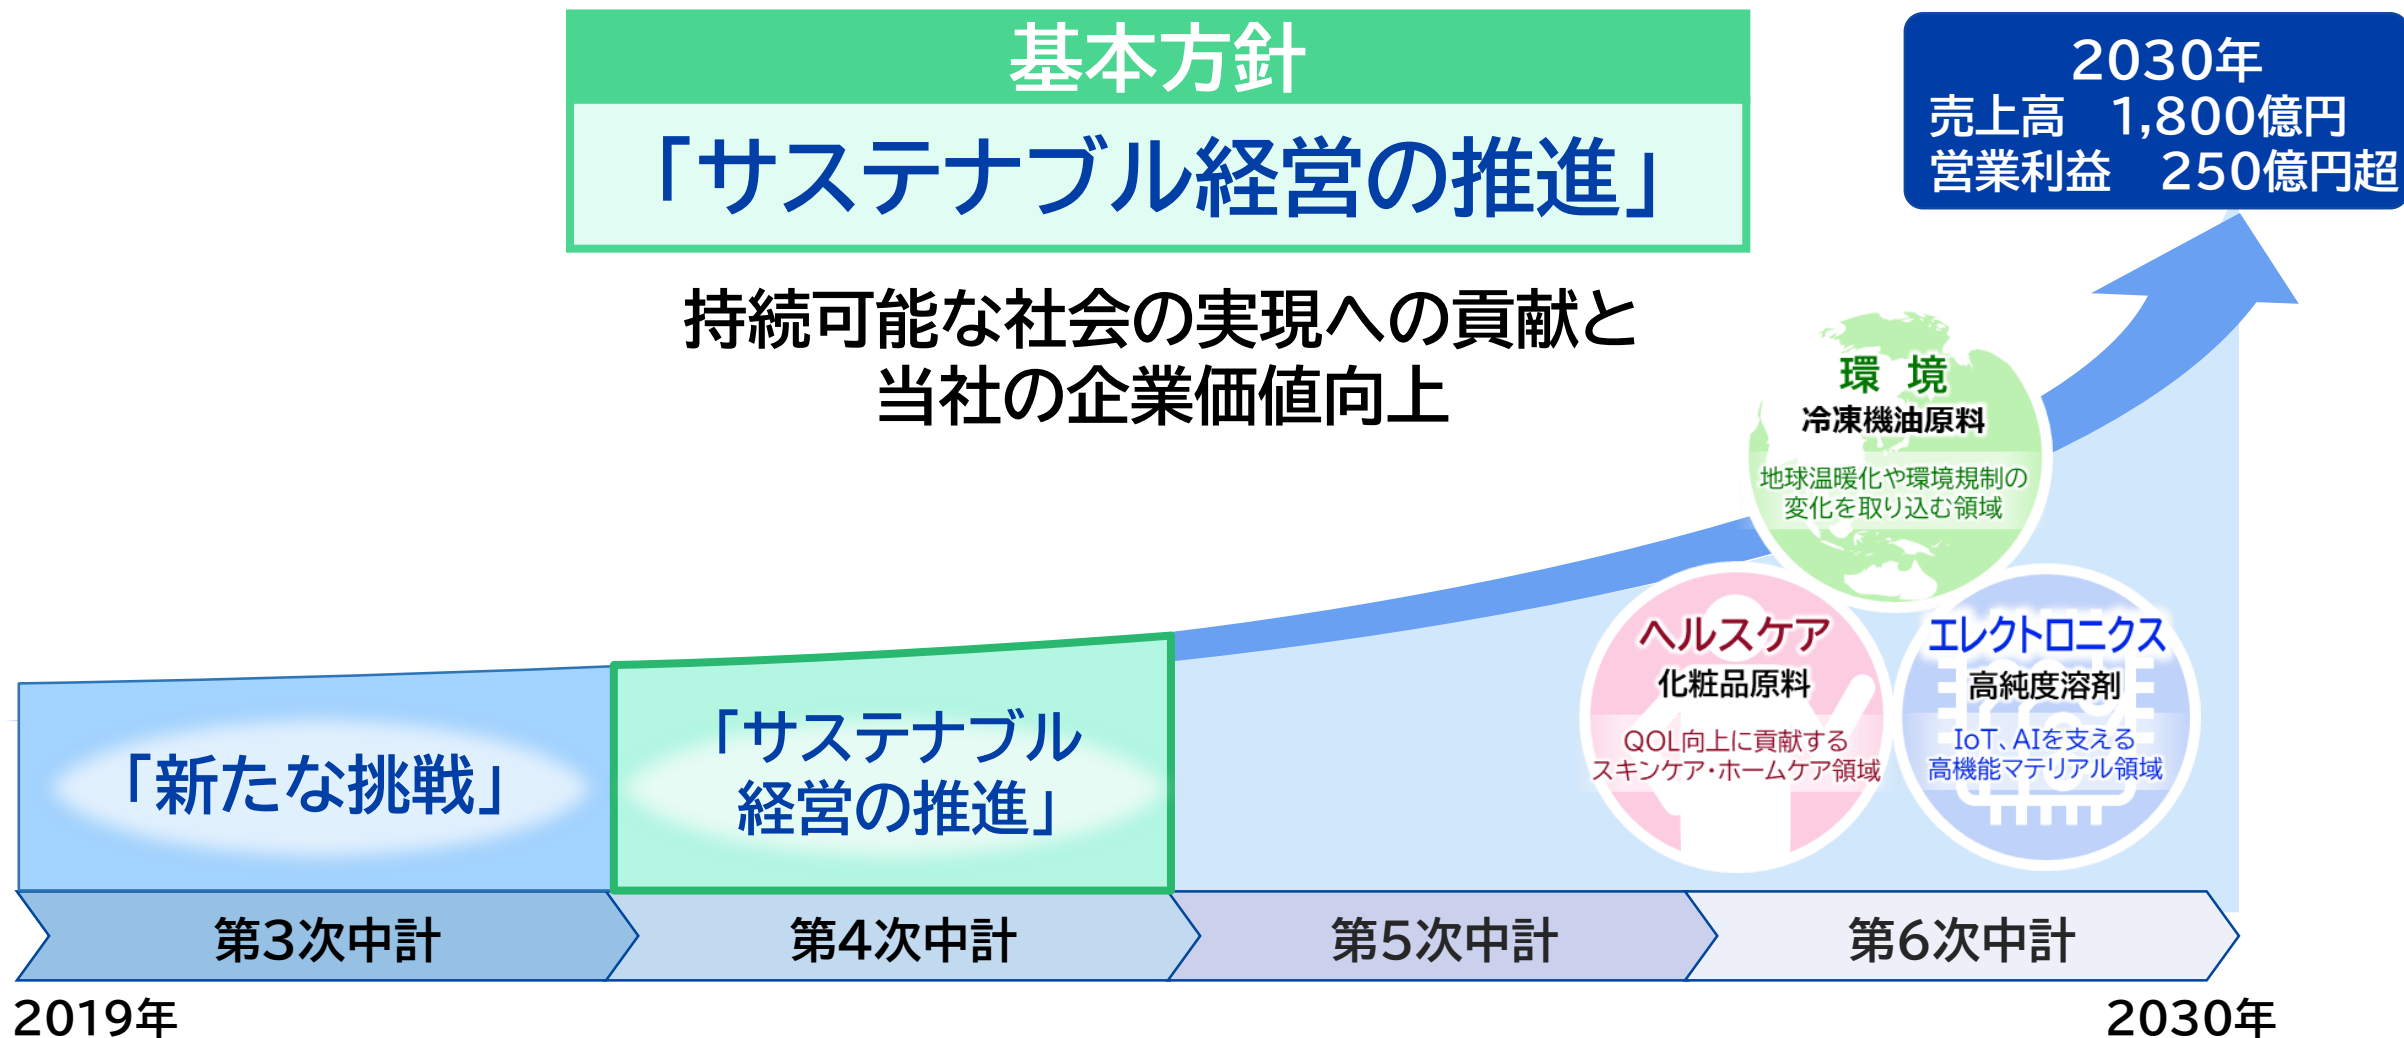 基本方針
「サステナブル経営の推進」
持続可能な社会の実現への貢献と
当社の企業価値向上
2030年
売上高　1,800億円
営業利益　250億円超
環　境
冷凍機油原料
地球温暖化や環境規制の
変化を取り込む領域
ヘルスケア
化粧品原料
QOL向上に貢献する
スキンケア・ホームケア領域
エレクトロニクス
高純度溶剤
IoT、AIを支える
高機能マテリアル領域
「新たな挑戦」
「サステナブル
経営の推進」
第3次中計
第4次中計
第5次中計
第6次中計
2019年
2030年